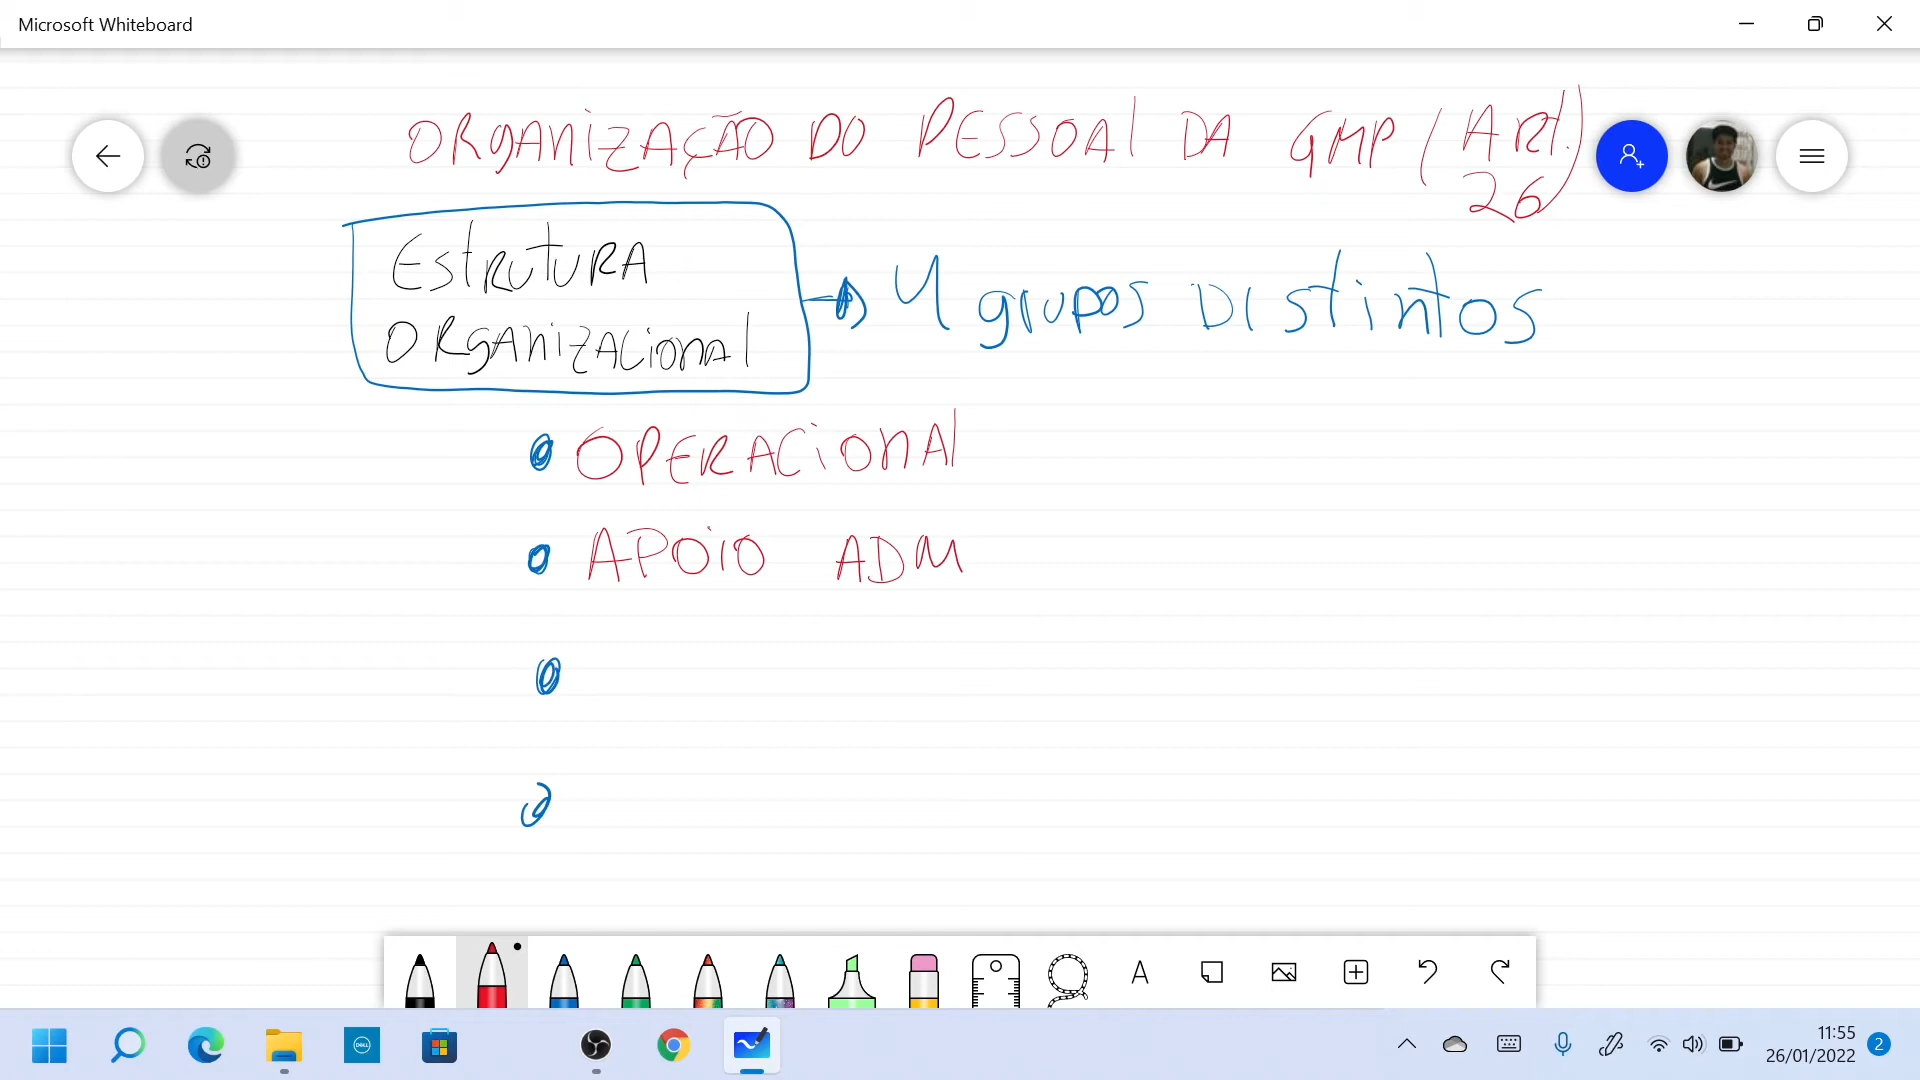 Microsoft Whiteboard
ORGANIZAÇÃO DO PESSOAL DA GMP (ART.
26)
ESTRUTURA
ORGANIZACIONAL
4 grupos DISTINTOS
OPERACIONAL
APOIO ADM
A
DELL
11:55
26/01/2022
2